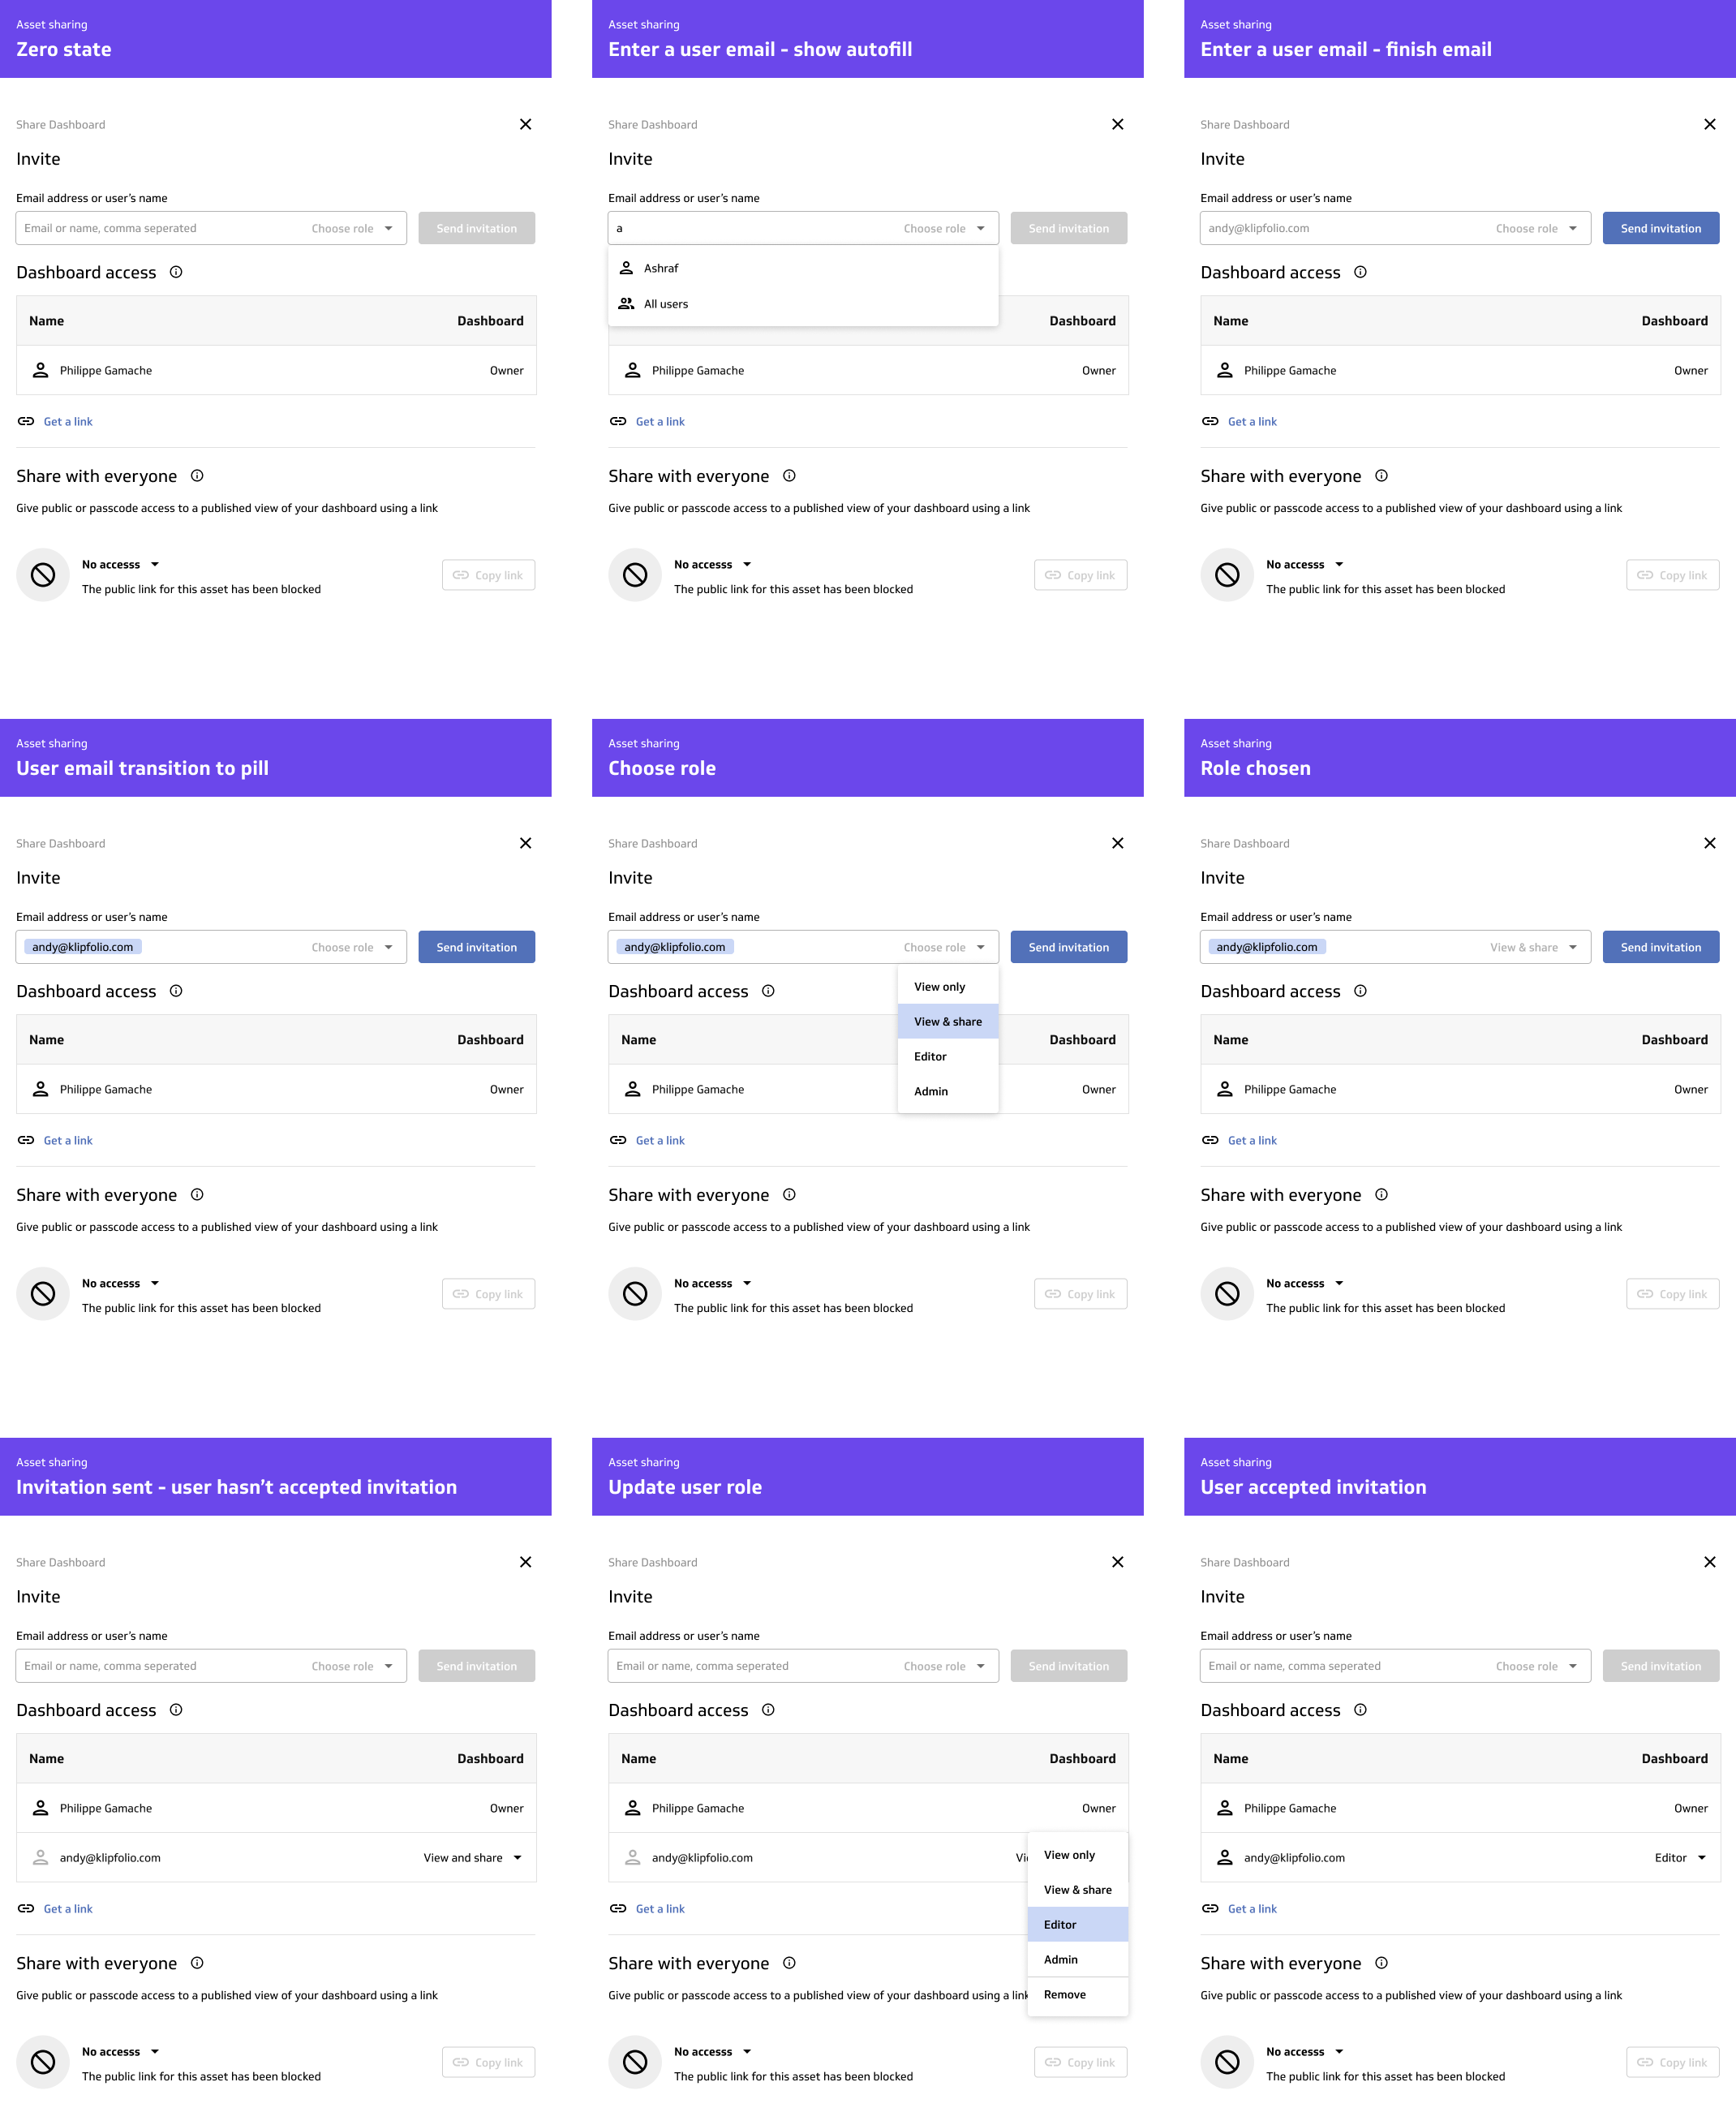 Asset sharing
Zero state
Share Dashboard
Invite
Email address or user's name
Email or name, comma seperated Choose role Send invitation
Dashboard access
Name Dashboard
Philippe Gamache Owner
Get a link
Share with everyone
Give public or passcode access to a published view of your dashboard using a link
No accesss
The public link for this asset has been blocked
Copy link
Asset sharing
Enter a user email - show autofill
Share Dashboard
Invite
Email address or user's name
a Choose role Send invitation
Ashraf
All users
Dashboard
Philippe Gamache Owner
Get a link
Share with everyone
Give public or passcode access to a published view of your dashboard using a link
No accesss
The public link for this asset has been blocked
Copy link
Asset sharing
Enter a user email - finish email
Share Dashboard
Invite
Email address or user's name
andy@klipfolio.com Choose role Send invitation
Dashboard access
Name Dashboard
Philippe Gamache Owner
Get a link
Share with everyone
Give public or passcode access to a published view of your dashboard using a link
No accesss
The public link for this asset has been blocked
Copy link
Asset sharing
User email transition to pill
Share Dashboard
Invite
Email address or user's name
andy@klipfolio.com Choose role Send invitation
Dashboard access
Name Dashboard
Philippe Gamache Owner
Get a link
Share with everyone
Give public or passcode access to a published view of your dashboard using a link
No accesss
The public link for this asset has been blocked
Copy link
Asset sharing
Choose role
Share Dashboard
Invite
Email address or user's name
andy@klipfolio.com Choose role Send invitation
View only
View & share
Editor
Admin
Dashboard access
Name Dashboard
Philippe Gamache Owner
Get a link
Share with everyone
Give public or passcode access to a published view of your dashboard using a link
No accesss
The public link for this asset has been blocked
Copy link
Asset sharing
Role chosen
Share Dashboard
Invite
Email address or user's name
andy@klipfolio.com View & share Send invitation
Dashboard access
Name Dashboard
Philippe Gamache Owner
Get a link
Share with everyone
Give public or passcode access to a published view of your dashboard using a link
No accesss
The public link for this asset has been blocked
Copy link
Asset sharing
Invitation sent - user hasn't accepted invitation
Share Dashboard
Invite
Email address or user's name
Email or name, comma seperated Choose role Send invitation
Dashboard access
Name Dashboard
Philippe Gamache Owner
andy@klipfolio.com View and share
Get a link
Share with everyone
Give public or passcode access to a published view of your dashboard using a link
No accesss
The public link for this asset has been blocked
Copy link
Asset sharing
Update user role
Share Dashboard
Invite
Email address or user's name
Email or name, comma seperated Choose role Send invitation
Dashboard access
Name Dashboard
Philippe Gamache Owner
andy@klipfolio.com
View only
View & share
Editor
Admin
Remove
Get a link
Share with everyone
Give public or passcode access to a published view of your dashboard using a link
No accesss
The public link for this asset has been blocked
Copy link
Asset sharing
User accepted invitation
Share Dashboard
Invite
Email address or user's name
Email or name, comma seperated Choose role Send invitation
Dashboard access
Name Dashboard
Philippe Gamache Owner
andy@klipfolio.com Editor
Get a link
Share with everyone
Give public or passcode access to a published view of your dashboard using a link
No accesss
The public link for this asset has been blocked
Copy link